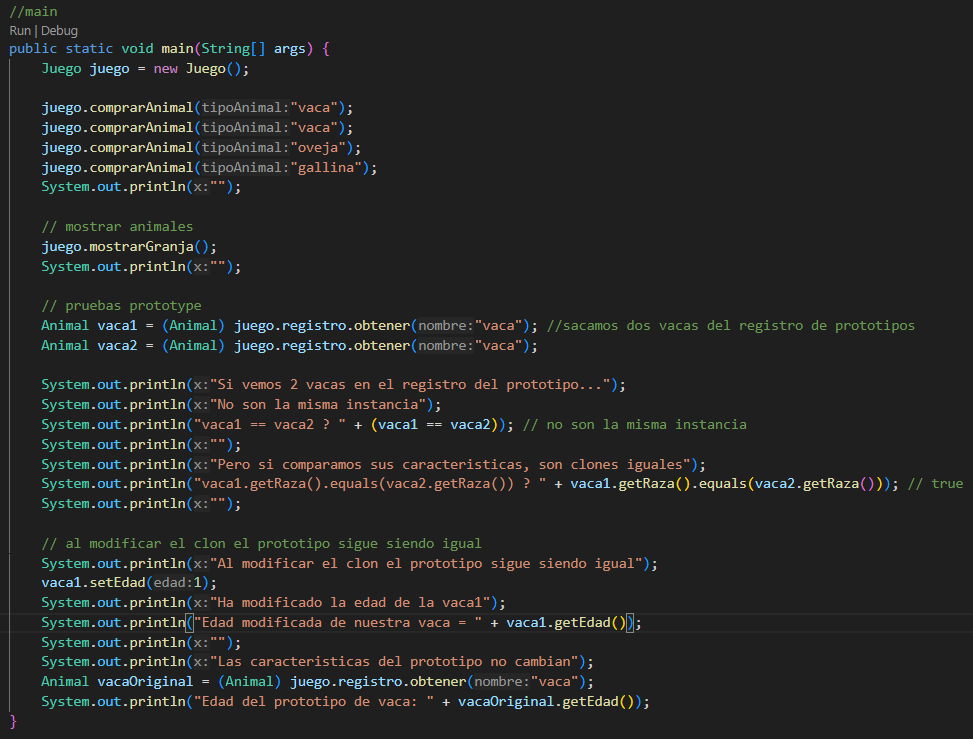 //main
Run | Debug
public static void main(String[] args) {
    Juego juego = new Juego();

    juego.comprarAnimal(tipoAnimal:"vaca");
    juego.comprarAnimal(tipoAnimal:"vaca");
    juego.comprarAnimal(tipoAnimal:"oveja");
    juego.comprarAnimal(tipoAnimal:"gallina");
    System.out.println(x:"");

    // mostrar animales
    juego.mostrarGranja();
    System.out.println(x:"");

    // pruebas prototype
    Animal vaca1 = (Animal) juego.registro.obtener(nombre:"vaca"); //sacamos dos vacas del registro de prototipos
    Animal vaca2 = (Animal) juego.registro.obtener(nombre:"vaca");

    System.out.println(x:"Si vemos 2 vacas en el registro del prototipo...");
    System.out.println(x:"No son la misma instancia");
    System.out.println("vaca1 == vaca2 ? " + (vaca1 == vaca2)); // no son la misma instancia
    System.out.println(x:"");
    System.out.println(x:"Pero si comparamos sus caracteristicas, son clones iguales");
    System.out.println("vaca1.getRaza().equals(vaca2.getRaza()) ? " + vaca1.getRaza().equals(vaca2.getRaza())); // true
    System.out.println(x:"");

    // al modificar el clon el prototipo sigue siendo igual
    System.out.println(x:"Al modificar el clon el prototipo sigue siendo igual");
    vaca1.setEdad(edad:1);
    System.out.println(x:"Ha modificado la edad de la vaca1");
    System.out.println("Edad modificada de nuestra vaca = " + vaca1.getEdad());
    System.out.println(x:"");
    System.out.println(x:"Las caracteristicas del prototipo no cambian");
    Animal vacaOriginal = (Animal) juego.registro.obtener(nombre:"vaca");
    System.out.println("Edad del prototipo de vaca: " + vacaOriginal.getEdad());
}